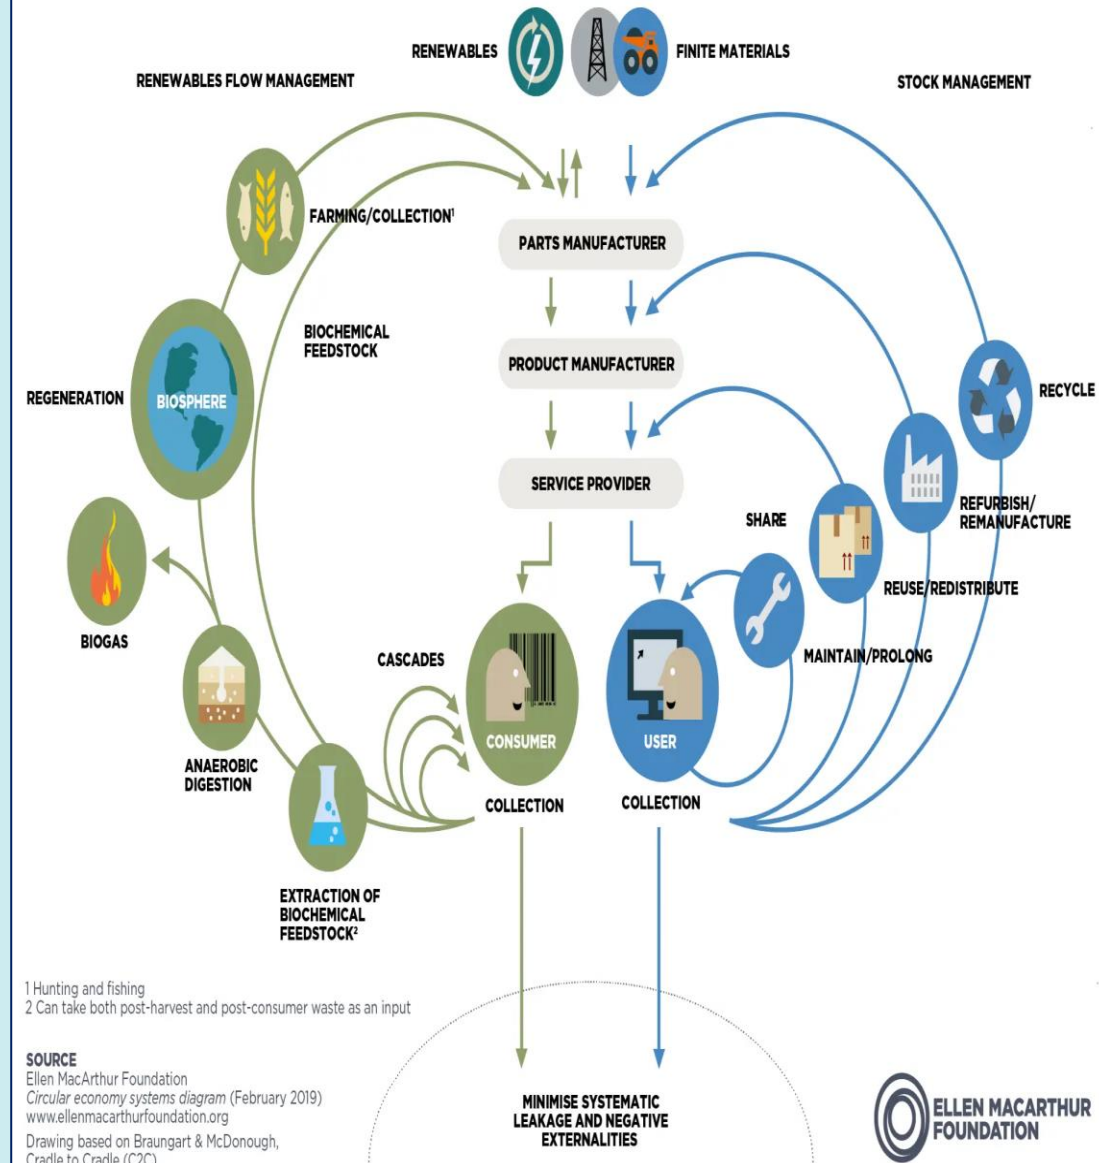 RENEWABLES
FINITE MATERIALS
RENEWABLES FLOW MANAGEMENT
STOCK MANAGEMENT
FARMING/COLLECTION¹
PARTS MANUFACTURER
BIOCHEMICAL
FEEDSTOCK
PRODUCT MANUFACTURER
REGENERATION
BIOSPHERE
RECYCLE
SERVICE PROVIDER
SHARE
REFURBISH/
REMANUFACTURE
REUSE/REDISTRIBUTE
BIOGAS
CASCADES
MAINTAIN/PROLONG
CONSUMER
USER
ANAEROBIC
DIGESTION
COLLECTION
COLLECTION
EXTRACTION OF
BIOCHEMICAL
FEEDSTOCK²
1 Hunting and fishing
2 Can take both post-harvest and post-consumer waste as an input
SOURCE
Ellen MacArthur Foundation
Circular economy systems diagram (February 2019)
www.ellenmacarthurfoundation.org
Drawing based on Braungart & McDonough,
Cradle to Cradle (C2C)
MINIMISE SYSTEMATIC
LEAKAGE AND NEGATIVE
EXTERNALITIES
ELLEN MACARTHUR
FOUNDATION